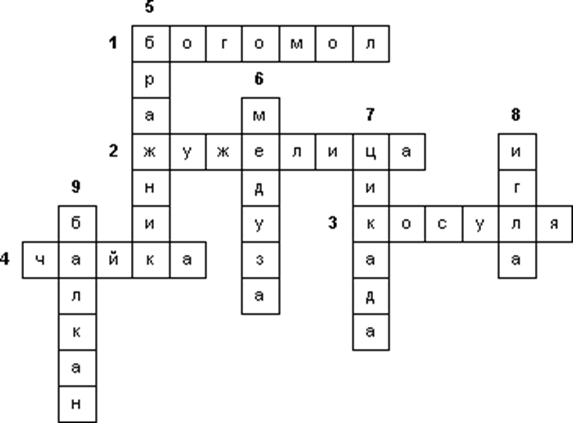 5
1 б о г о м о л
р 6
а м 7 8
2 ж у ж е л и ц а и
9 н д и г
б и у 3 к о с у л я
4 ч а й к а з а а
л а д
к а
а
н